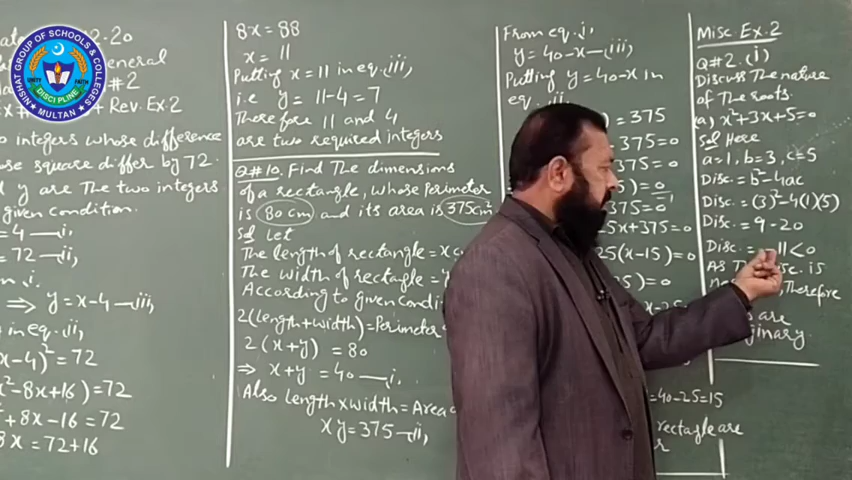 NISHAT GROUP OF SCHOOLS & COLLEGES
UNITY
FAITH
DISCIPLINE
MULTAN
2.20
General
#2
Rev. Ex. 2
integers whose difference
whose square differ by 72.
y are the two integers
given condition.
= 4 —i,
= 72 —ii,
⇒ y = x-4 —iii,
in eq. ii,
x-4) = 72
x²-8x+16) = 72
+8x-16 = 72
8x = 72+16
8x = 88
x = 11
Putting x = 11 in eq. iii,
i.e y = 11-4 = 7
Therefore 11 and 4
are two required integers
Q#10. Find The dimensions
of a rectangle, whose Perimeter
is 80 cm and its area is 375cm²
Sol Let
The length of rectangle = x
The width of rectangle =
According to given condi
2(length+width) = Perimeter
2(x+y) = 80
⇒ x+y = 40 —i,
Also length x width = Area
xy = 375 —ii,
From eq. i,
y = 40-x —iii,
Putting y = 40-x in
eq. ii,
= 375
375 = 0
375 = 0
= 0
375 = 0
5x+375 = 0
25(x-15) = 0
) = 0
x-25
= 40-25 = 15
rectangle are
Misc. Ex. 2
Q#2. (i)
Discuss The nature
of The roots.
(a) x²+3x+5=0
Sol Here
a=1, b=3, c=5
Disc. = b²-4ac
Disc. = (3)²-4(1)(5)
Disc. = 9-20
Disc. = -11<0
As The Disc. is
Therefore
are